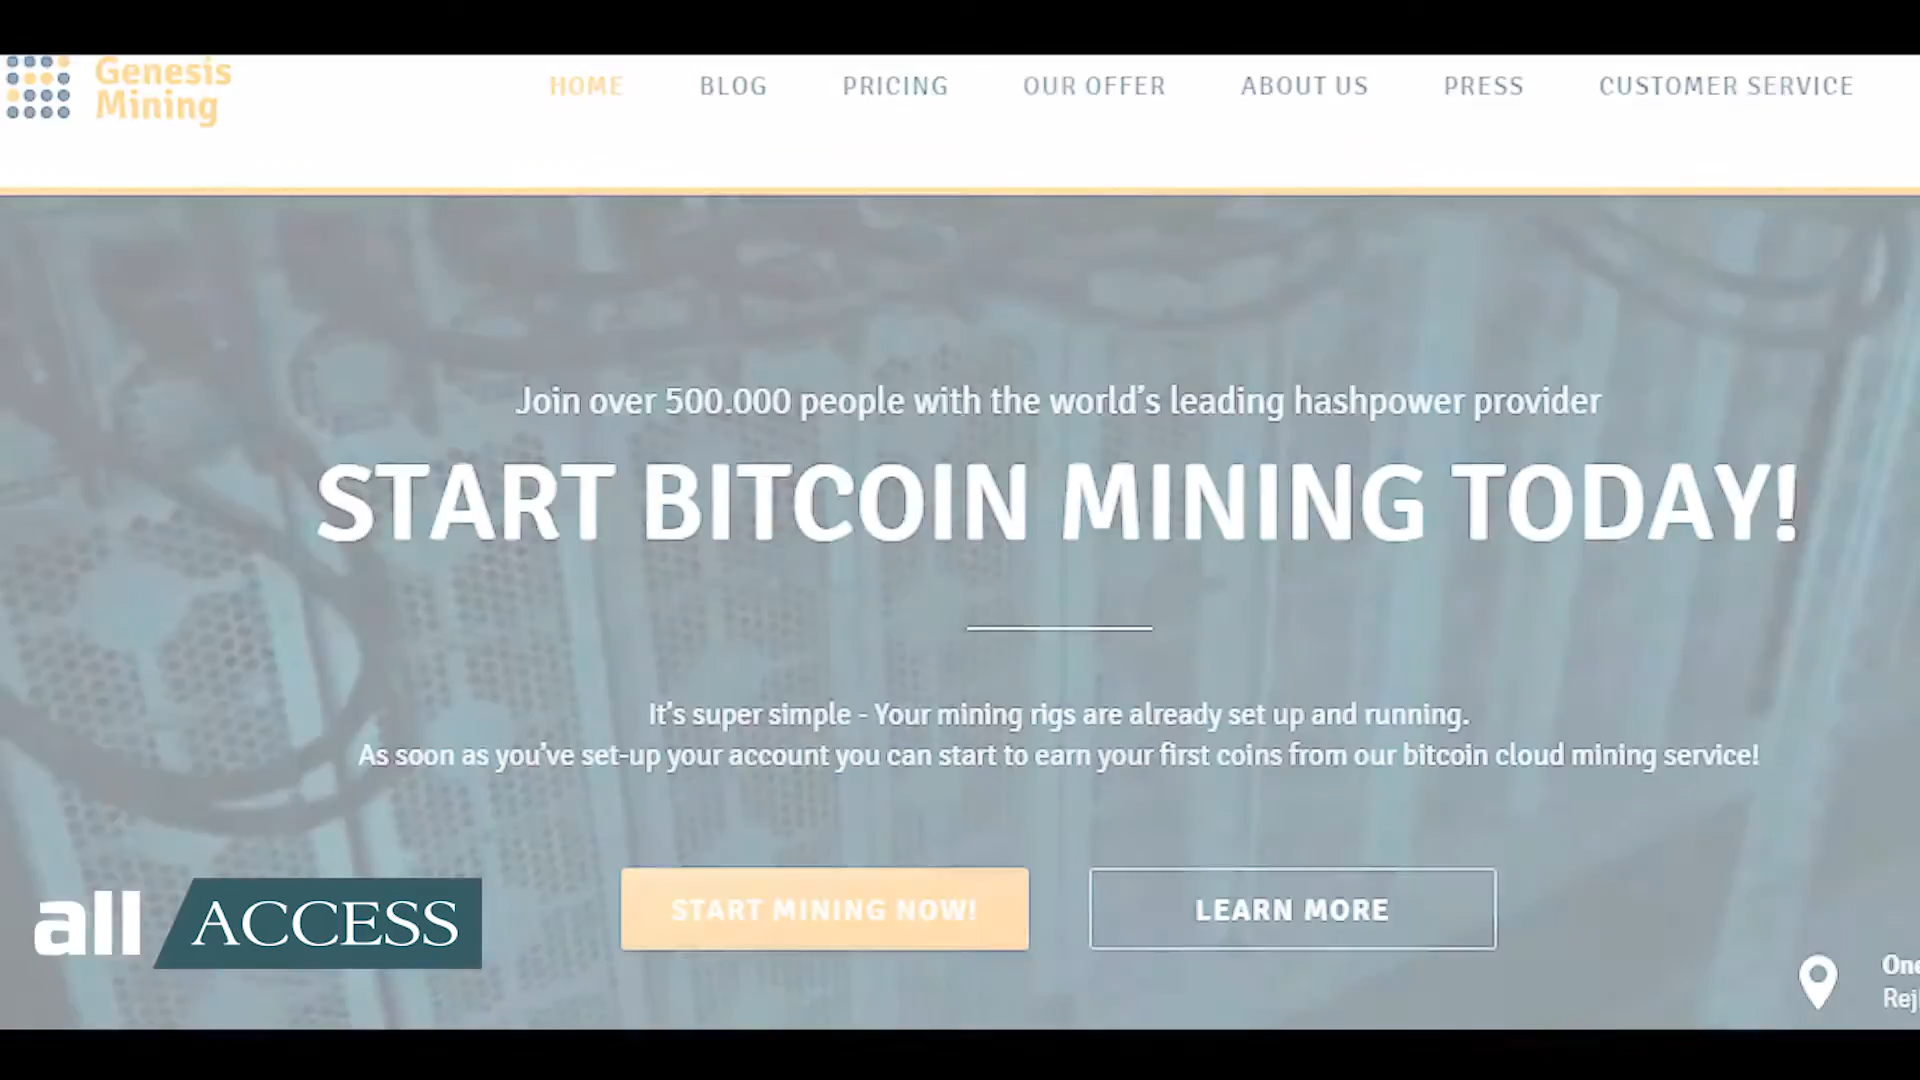 Genesis
Mining
HOME BLOG PRICING OUR OFFER ABOUT US PRESS CUSTOMER SERVICE
Join over 500.000 people with the world's leading hashpower provider
START BITCOIN MINING TODAY!
It's super simple - Your mining rigs are already set up and running.
As soon as you've set-up your account you can start to earn your first coins from our bitcoin cloud mining service!
START MINING NOW!
LEARN MORE
all ACCESS